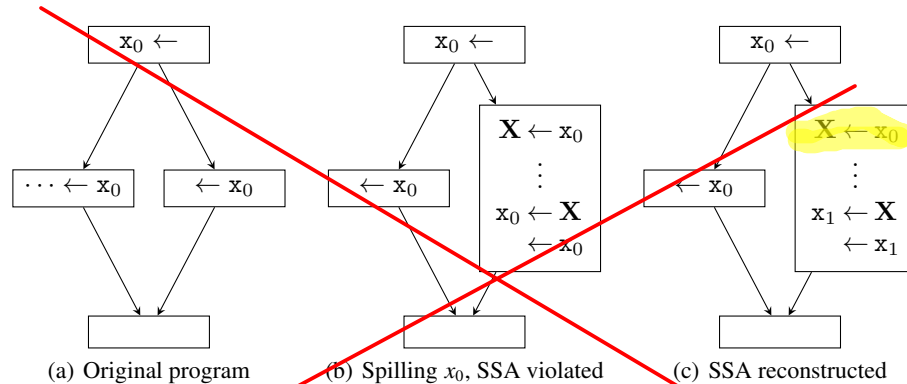 x₀ ←
··· ← x₀
← x₀
(a) Original program
x₀ ←
← x₀
X ← x₀
⋮
x₀ ← X
← x₀
(b) Spilling x₀, SSA violated
x₀ ←
← x₀
X ← x₀
⋮
x₁ ← X
← x₁
(c) SSA reconstructed